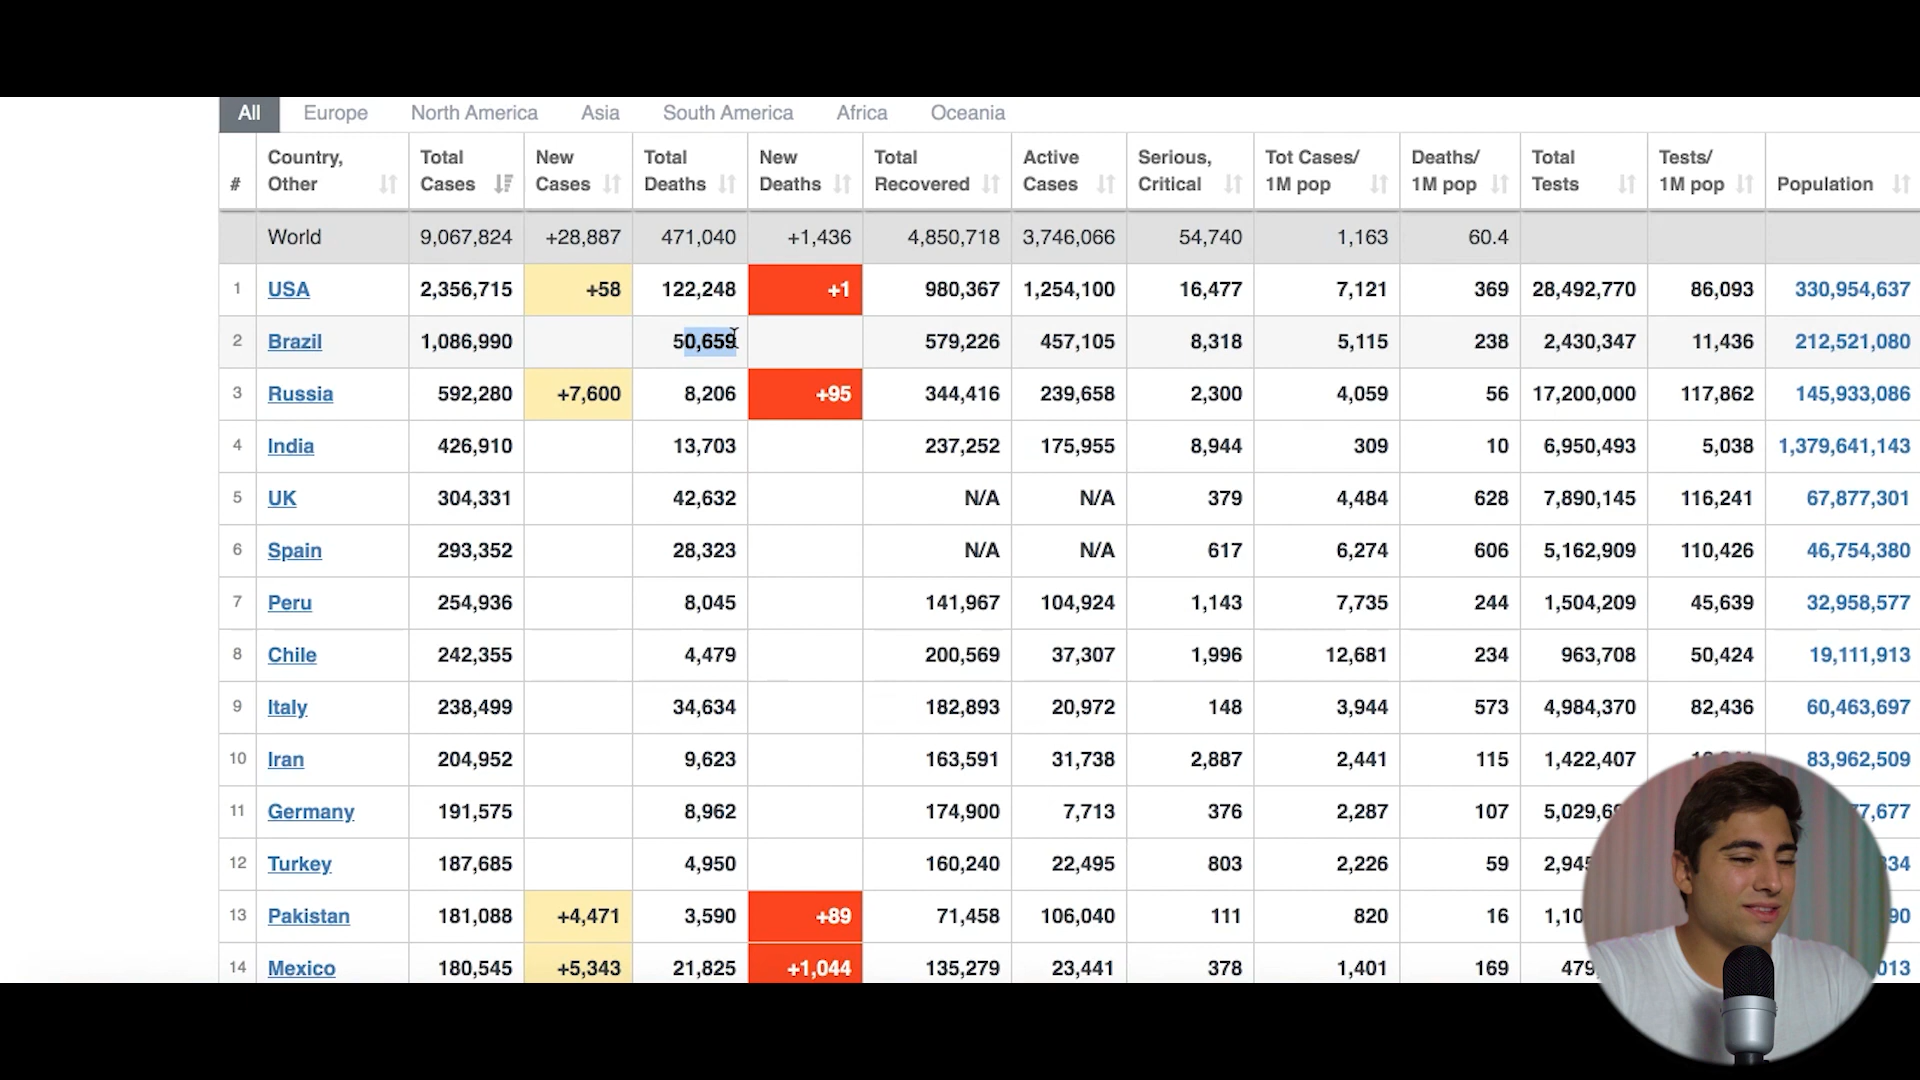 All Europe North America Asia South America Africa Oceania
# Country, Other Total Cases New Cases Total Deaths New Deaths Total Recovered Active Cases Serious, Critical Tot Cases/ 1M pop Deaths/ 1M pop Total Tests Tests/ 1M pop Population
World 9,067,824 +28,887 471,040 +1,436 4,850,718 3,746,066 54,740 1,163 60.4
1 USA 2,356,715 +58 122,248 +1 980,367 1,254,100 16,477 7,121 369 28,492,770 86,093 330,954,637
2 Brazil 1,086,990 50,659 579,226 457,105 8,318 5,115 238 2,430,347 11,436 212,521,080
3 Russia 592,280 +7,600 8,206 +95 344,416 239,658 2,300 4,059 56 17,200,000 117,862 145,933,086
4 India 426,910 13,703 237,252 175,955 8,944 309 10 6,950,493 5,038 1,379,641,143
5 UK 304,331 42,632 N/A N/A 379 4,484 628 7,890,145 116,241 67,877,301
6 Spain 293,352 28,323 N/A N/A 617 6,274 606 5,162,909 110,426 46,754,380
7 Peru 254,936 8,045 141,967 104,924 1,143 7,735 244 1,504,209 45,639 32,958,577
8 Chile 242,355 4,479 200,569 37,307 1,996 12,681 234 963,708 50,424 19,111,913
9 Italy 238,499 34,634 182,893 20,972 148 3,944 573 4,984,370 82,436 60,463,697
10 Iran 204,952 9,623 163,591 31,738 2,887 2,441 115 1,422,407 83,962,509
11 Germany 191,575 8,962 174,900 7,713 376 2,287 107
12 Turkey 187,685 4,950 160,240 22,495 803 2,226 59
13 Pakistan 181,088 +4,471 3,590 +89 71,458 106,040 111 820 16
14 Mexico 180,545 +5,343 21,825 +1,044 135,279 23,441 378 1,401 169